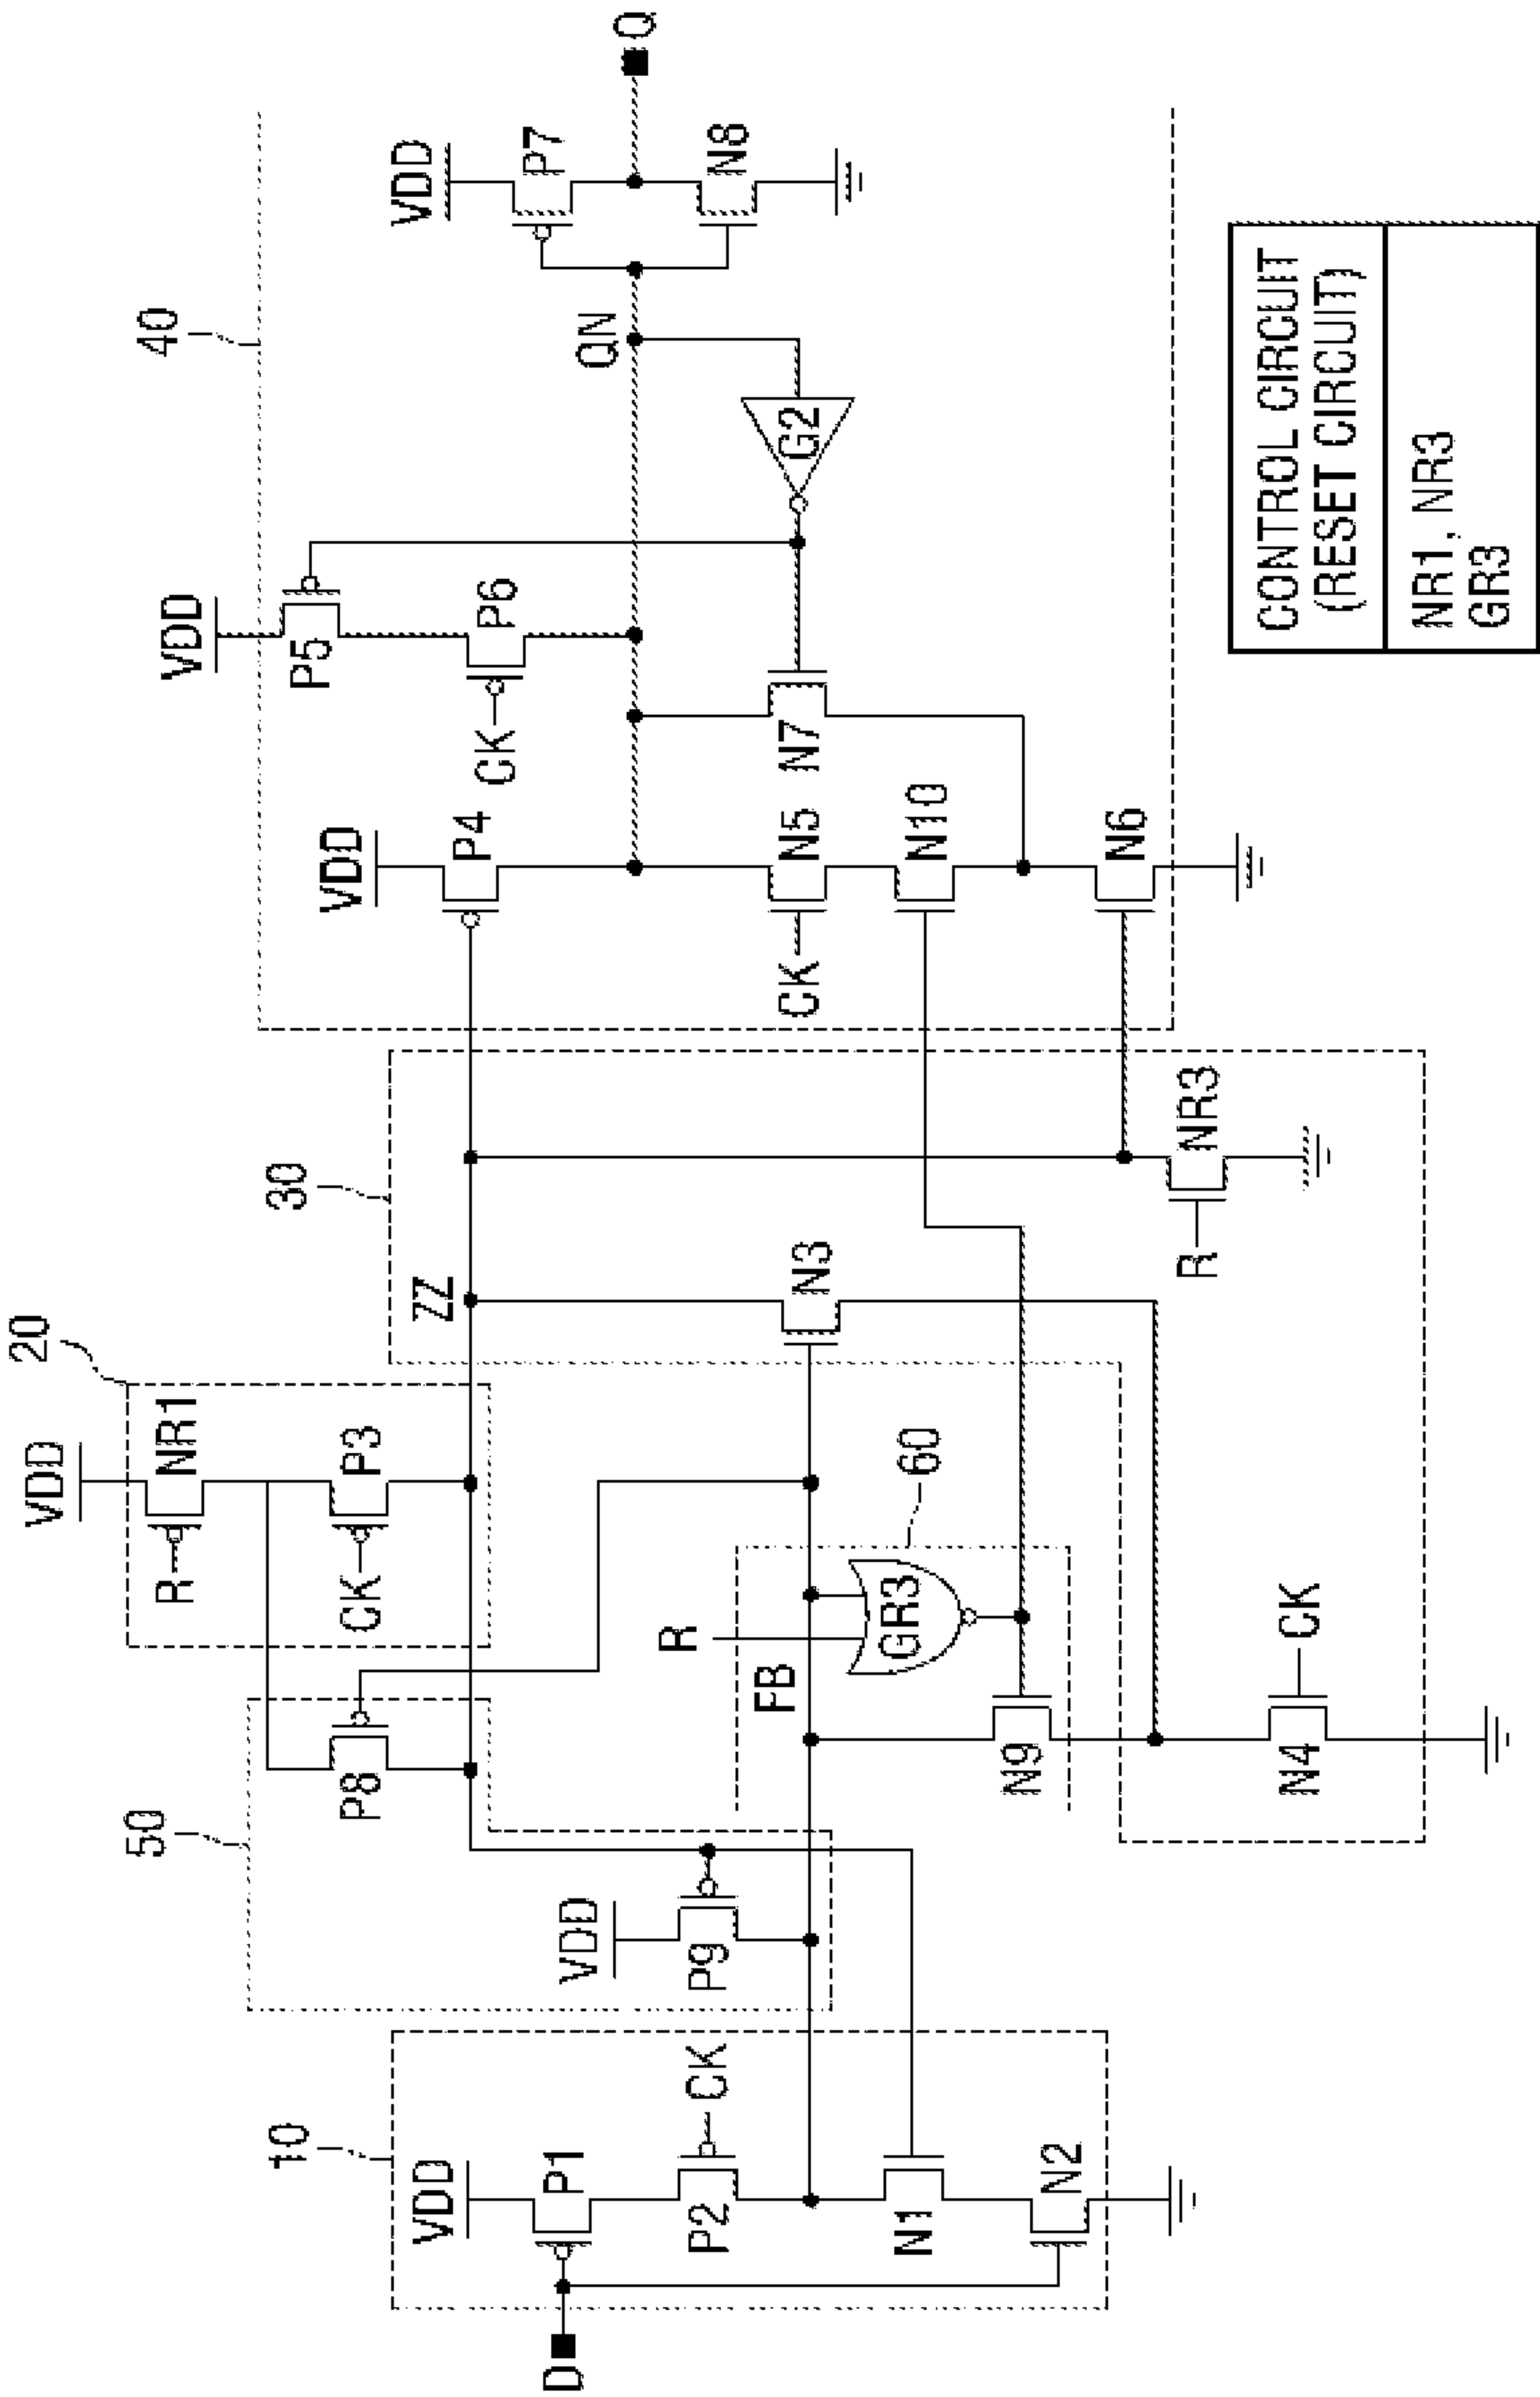 10
VDD
P1
P2
CK
N1
N2
D
50
P8
VDD
P9
20
VDD
NR1
R
P3
CK
R
FB
GR3
60
N9
N4
CK
ZZ
N3
30
NR3
R
40
VDD
P4
VDD
P5
P6
CK
N5
CK
N7
N10
N6
QN
G2
VDD
P7
N8
Q
CONTROL CIRCUIT
(RESET CIRCUIT)
NR1, NR3
GR3